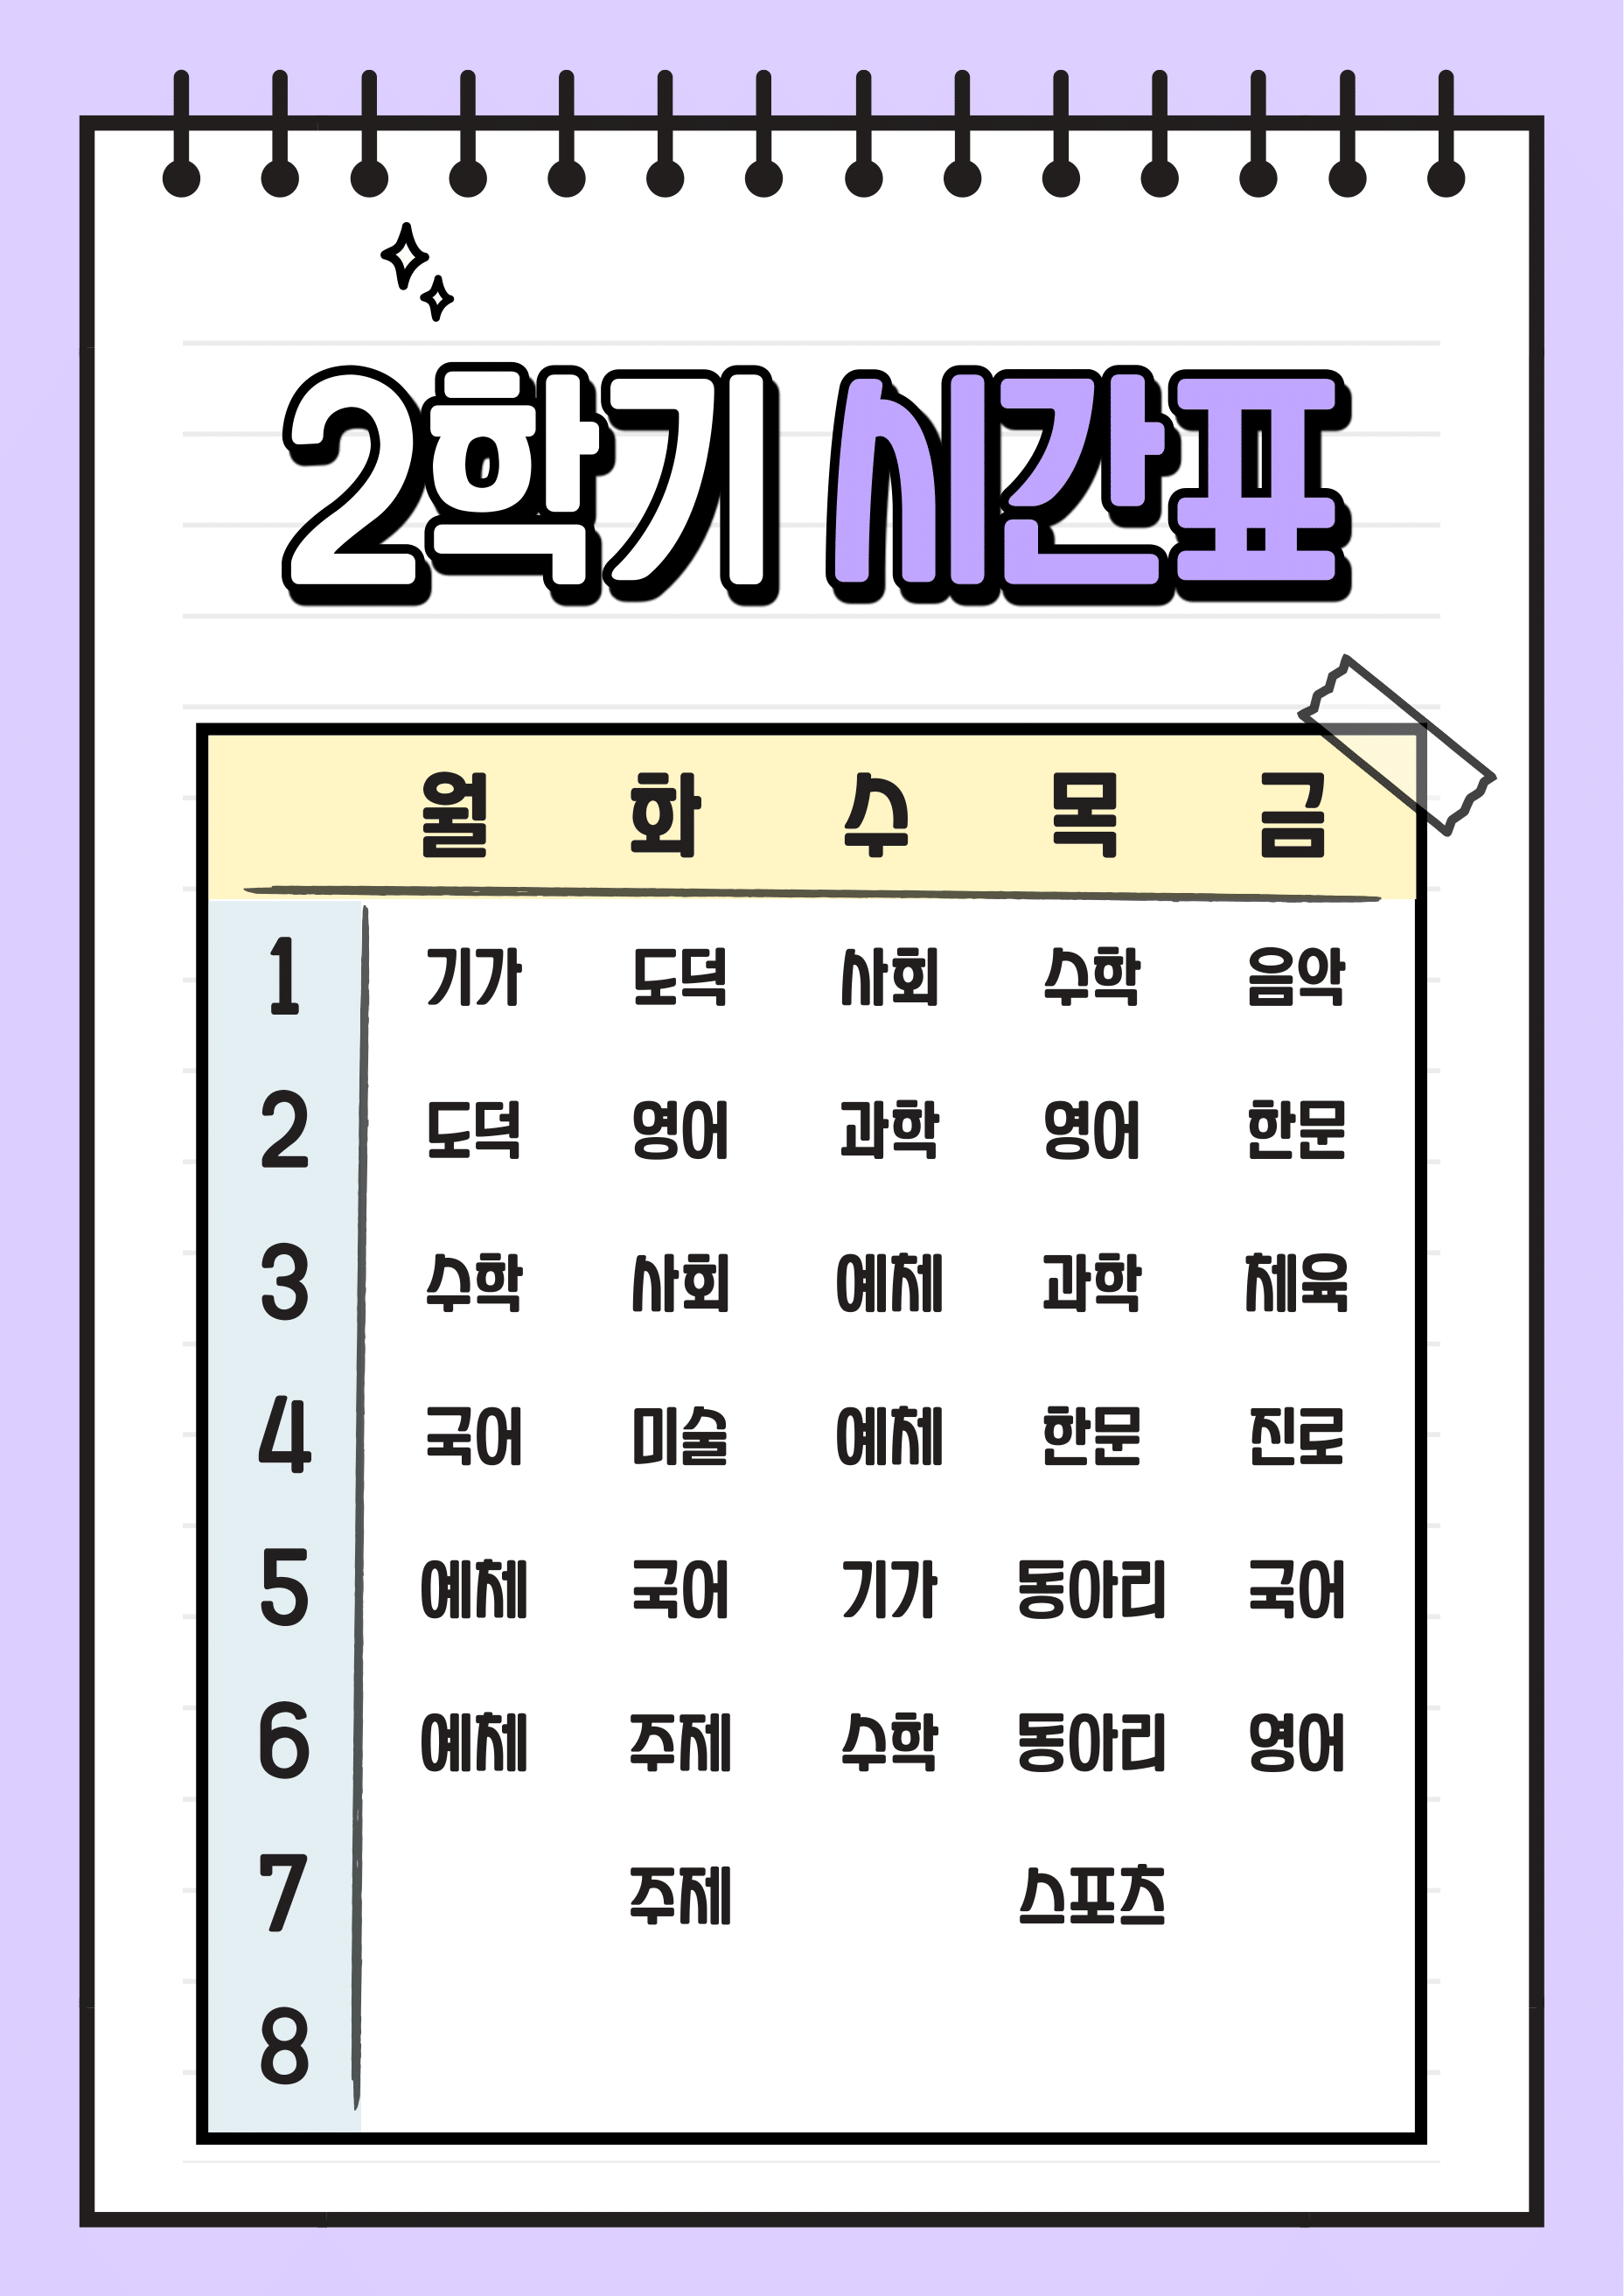 2학기 시간표
월 화 수 목 금
1 기가 도덕 사회 수학 음악
2 도덕 영어 과학 영어 한문
3 수학 사회 예체 과학 체육
4 국어 미술 예체 한문 진로
5 예체 국어 기가 동아리 국어
6 예체 주제 수학 동아리 영어
7 주제 스포츠
8